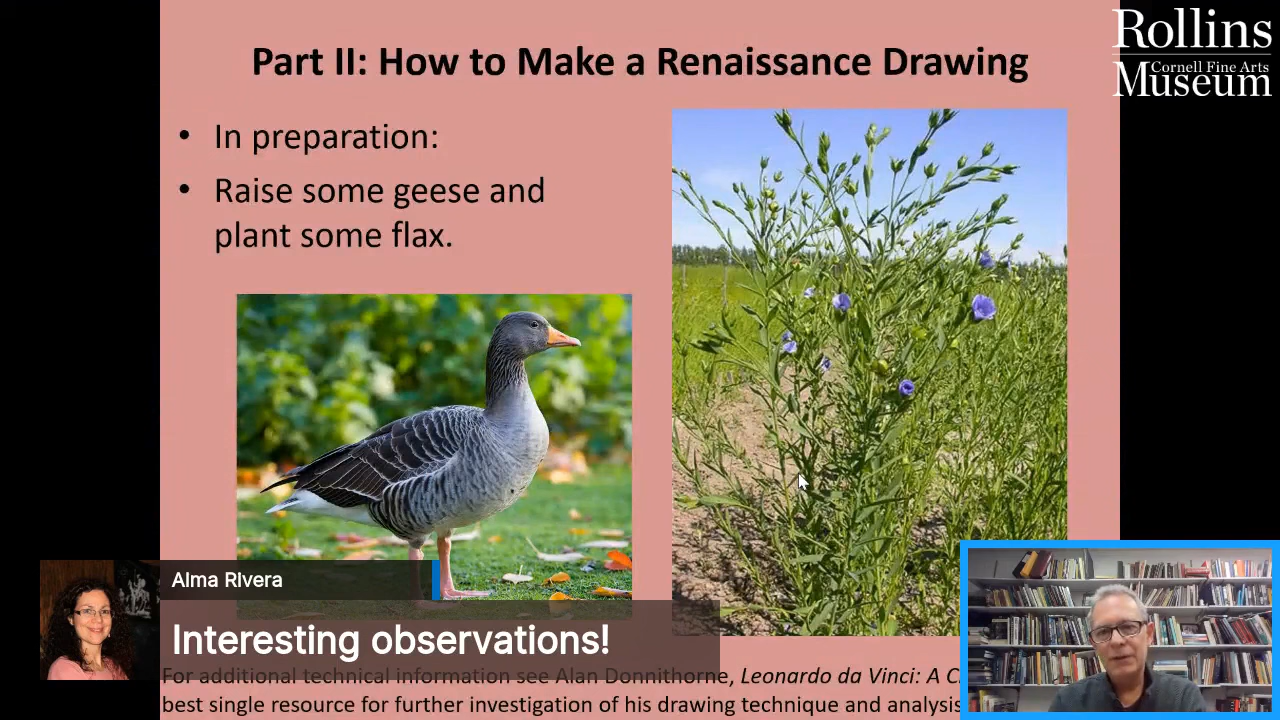 Part II: How to Make a Renaissance Drawing
Rollins
Cornell Fine Arts
Museum
• In preparation:
• Raise some geese and
plant some flax.
Alma Rivera
Interesting observations!
For additional technical information see Alan Donnithorne, Leonardo da Vinci: A
best single resource for further investigation of his drawing technique and analysis